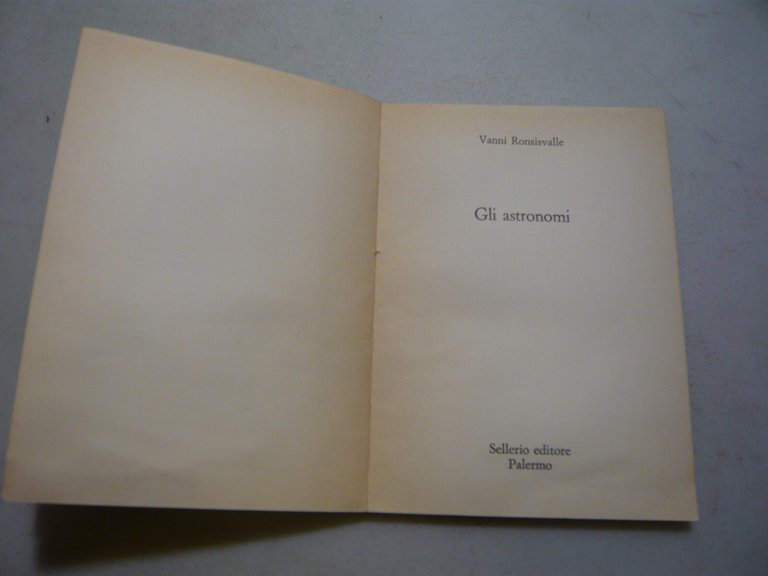 Vanni Ronsisvalle
Gli astronomi
Sellerio editore
Palermo